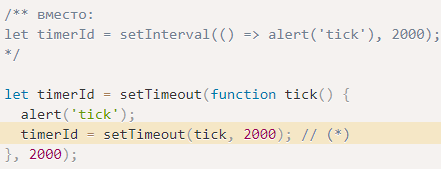 /** вместо:
let timerId = setInterval(() => alert('tick'), 2000);
*/
let timerId = setTimeout(function tick() {
  alert('tick');
  timerId = setTimeout(tick, 2000); // (*)
}, 2000);